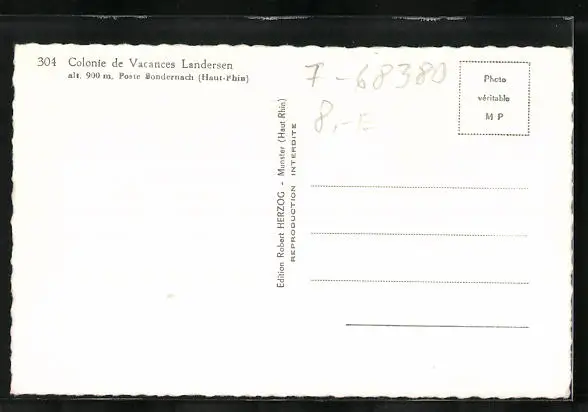 304 Colonie de Vacances Landersen
alt. 900 m. Poste Sondernach (Haut-Rhin)
F-68380
8,-E
Photo
véritable
M P
Edition Robert HERZOG - Munster (Haut Rhin)
REPRODUCTION INTERDITE